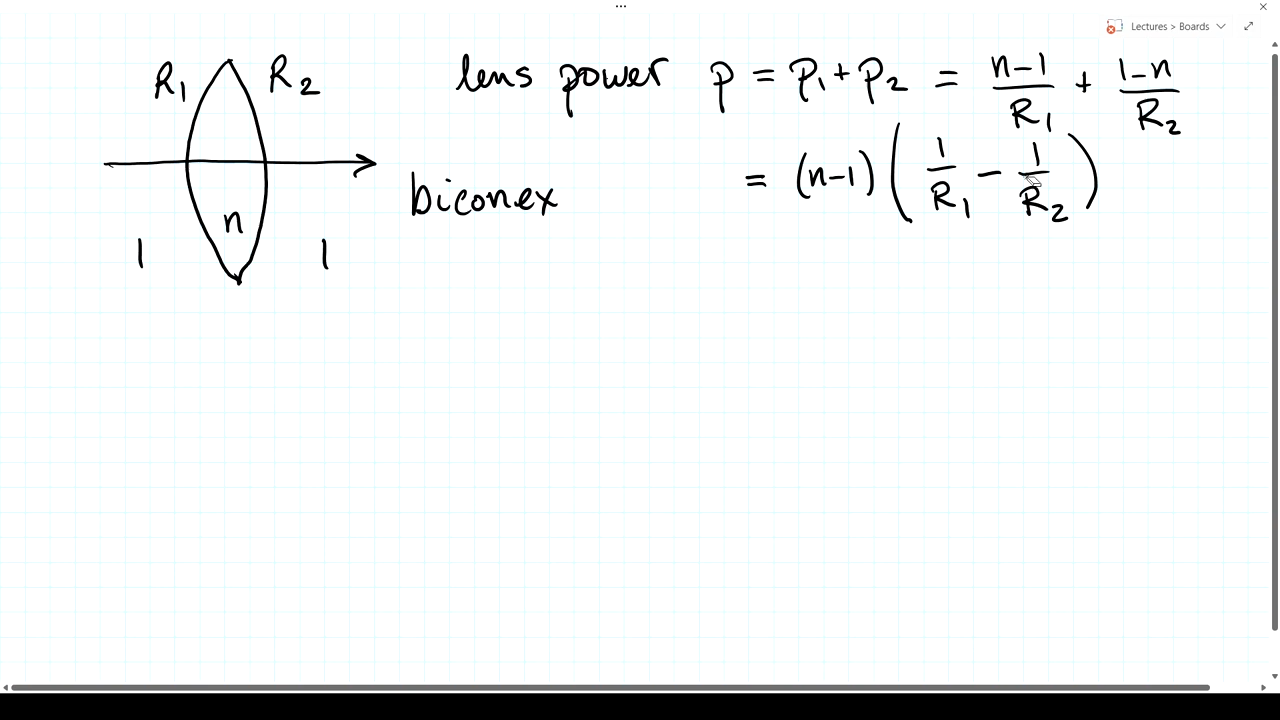 Lectures > Boards
R₁ R₂ lens power p = p₁ + p₂ = (n-1)/R₁ + (1-n)/R₂
= (n-1) ( 1/R₁ - 1/R₂ )
biconex
n
1 1